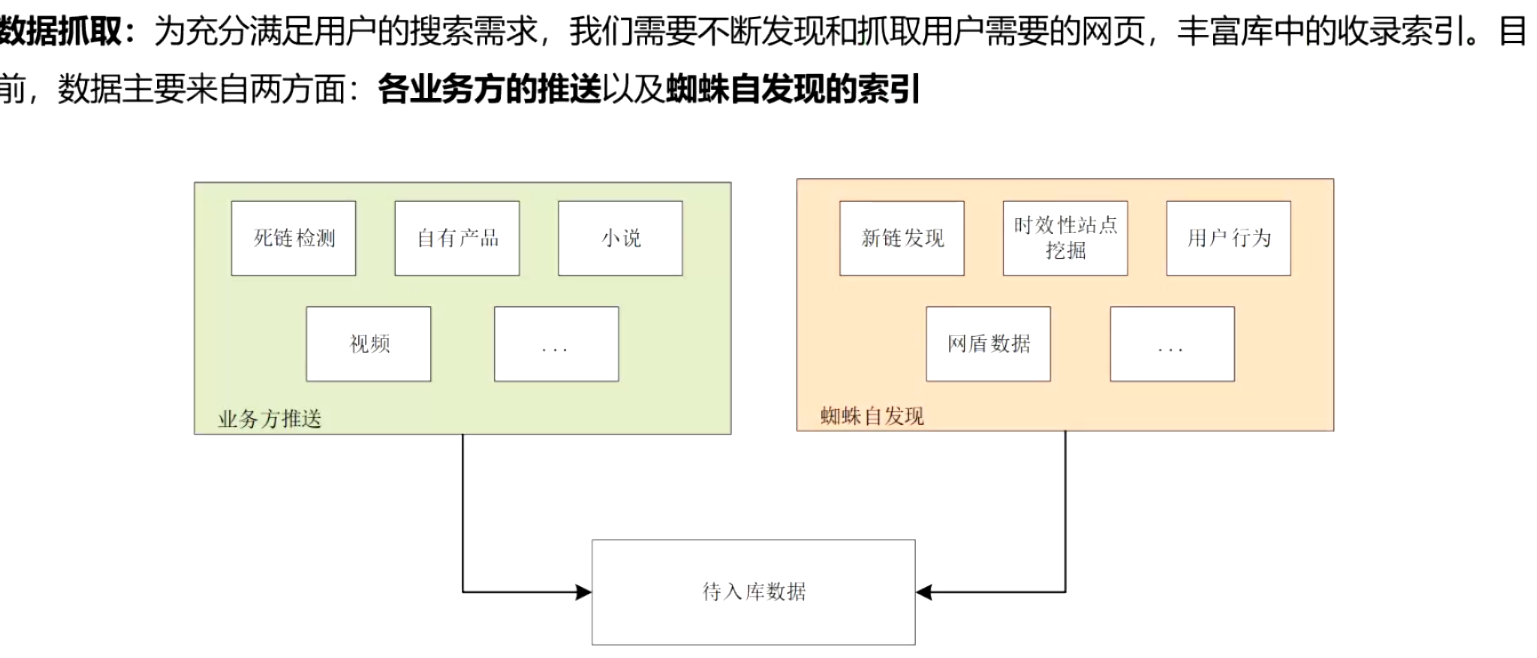 数据抓取：为充分满足用户的搜索需求，我们需要不断发现和抓取用户需要的网页，丰富库中的收录索引。目
前，数据主要来自两方面：各业务方的推送以及蜘蛛自发现的索引
死链检测
自有产品
小说
视频
...
业务方推送
新链发现
时效性站点
挖掘
用户行为
网盾数据
...
蜘蛛自发现
待入库数据